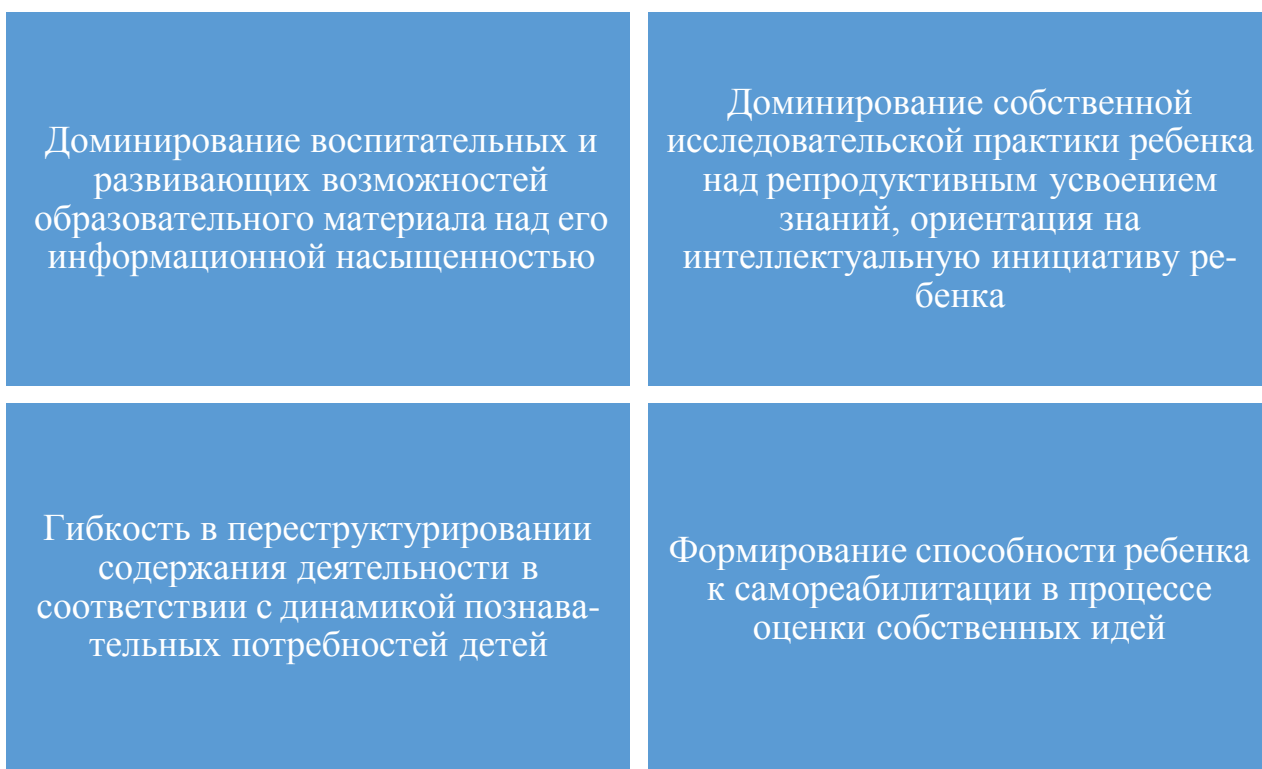 Доминирование воспитательных и
развивающих возможностей
образовательного материала над его
информационной насыщенностью
Доминирование собственной
исследовательской практики ребенка
над репродуктивным усвоением
знаний, ориентация на
интеллектуальную инициативу ре-
бенка
Гибкость в переструктурировании
содержания деятельности в
соответствии с динамикой познава-
тельных потребностей детей
Формирование способности ребенка
к самореабилитации в процессе
оценки собственных идей